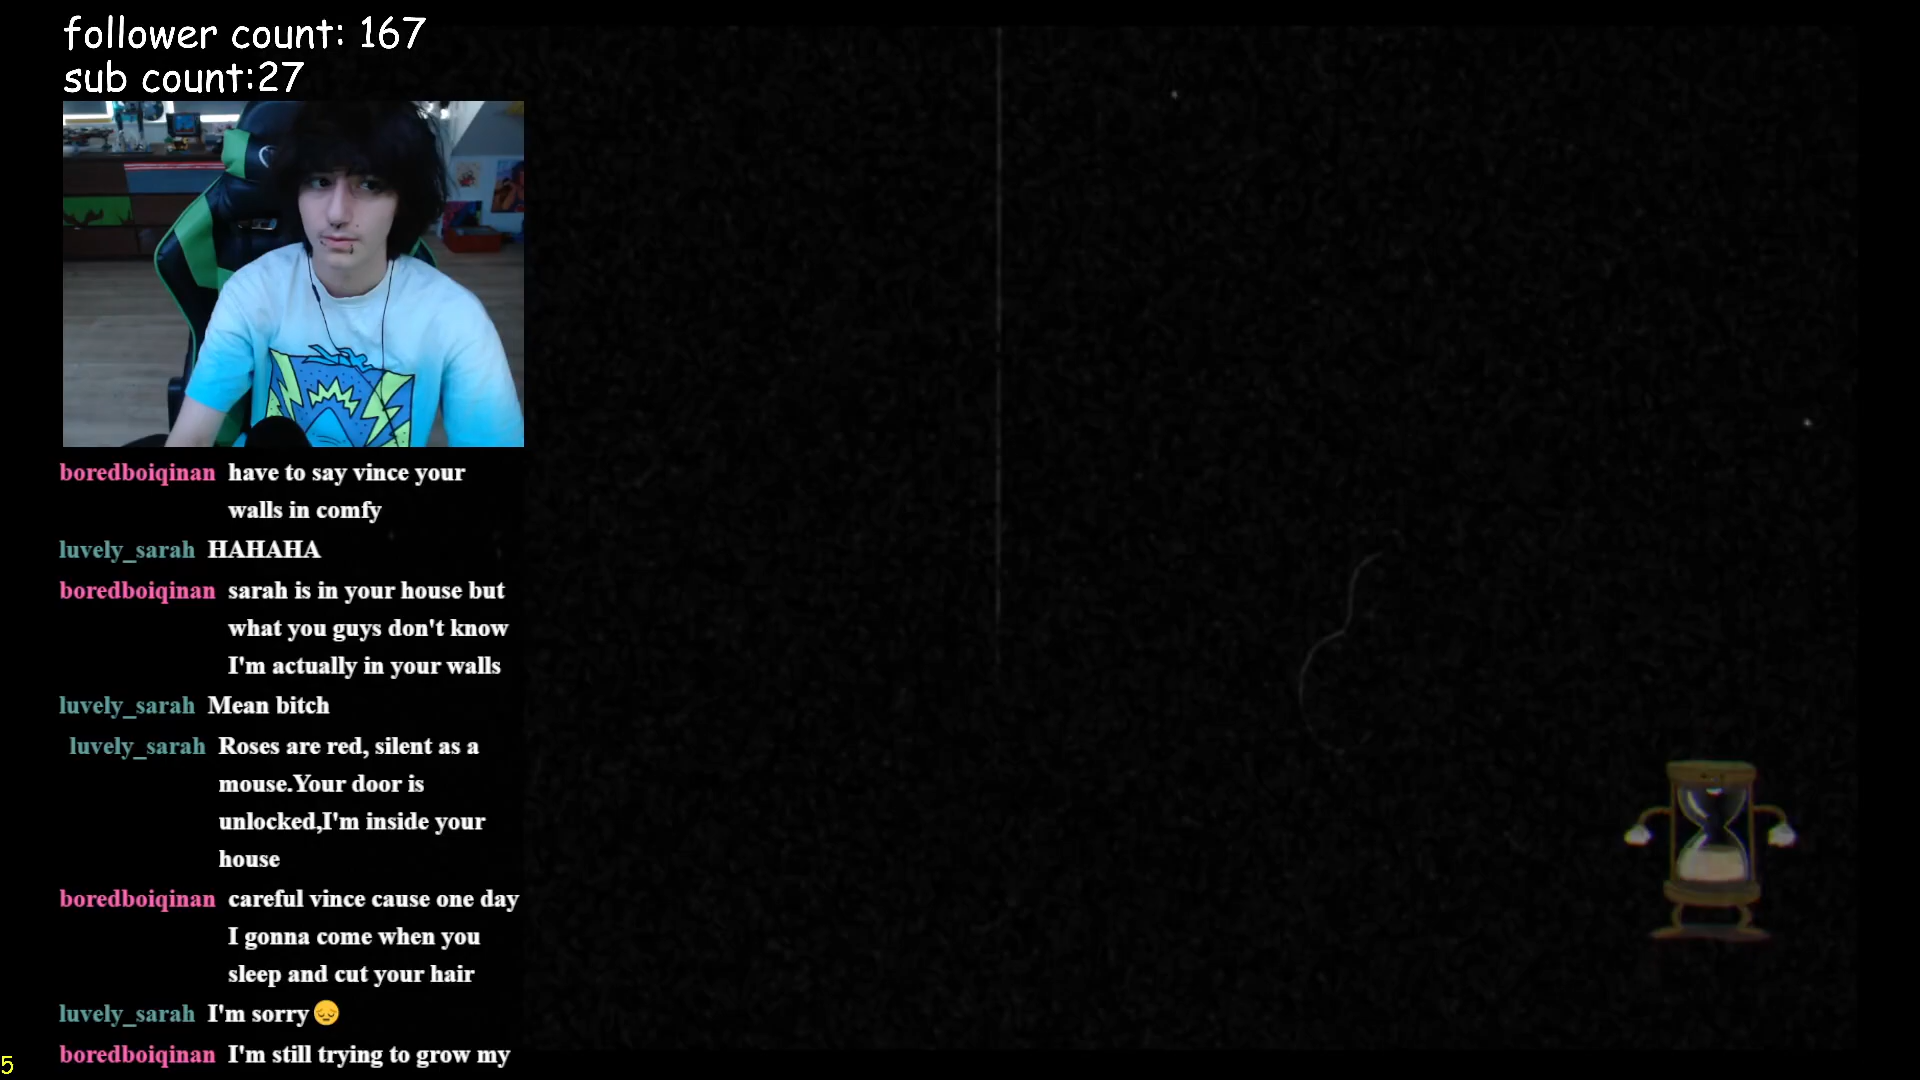 follower count: 167
sub count:27
boredboiqinan have to say vince your
walls in comfy
luvely_sarah HAHAHA
boredboiqinan sarah is in your house but
what you guys don't know
I'm actually in your walls
luvely_sarah Mean bitch
luvely_sarah Roses are red, silent as a
mouse.Your door is
unlocked,I'm inside your
house
boredboiqinan careful vince cause one day
I gonna come when you
sleep and cut your hair
luvely_sarah I'm sorry😔
boredboiqinan I'm still trying to grow my
5